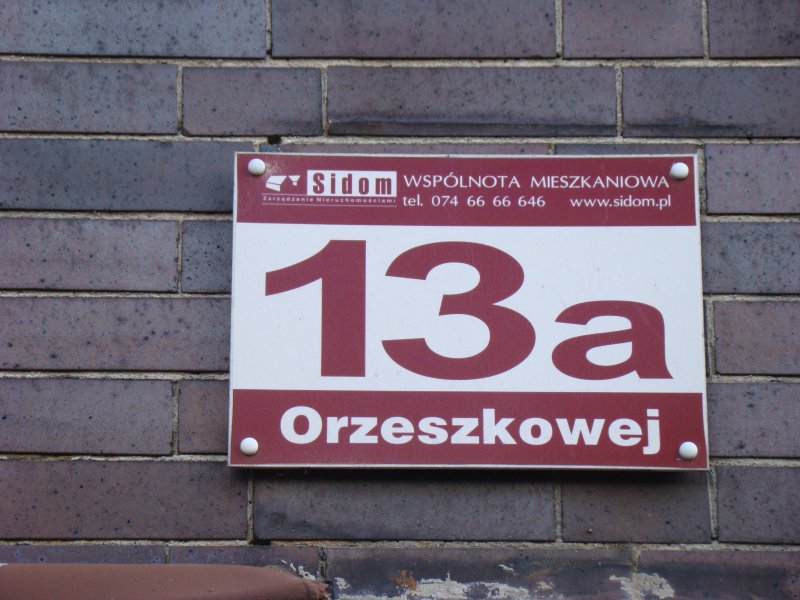 Sidom WSPÓLNOTA MIESZKANIOWA
Zarządzanie Nieruchomościami tel. 074 66 66 646 www.sidom.pl
13a
Orzeszkowej